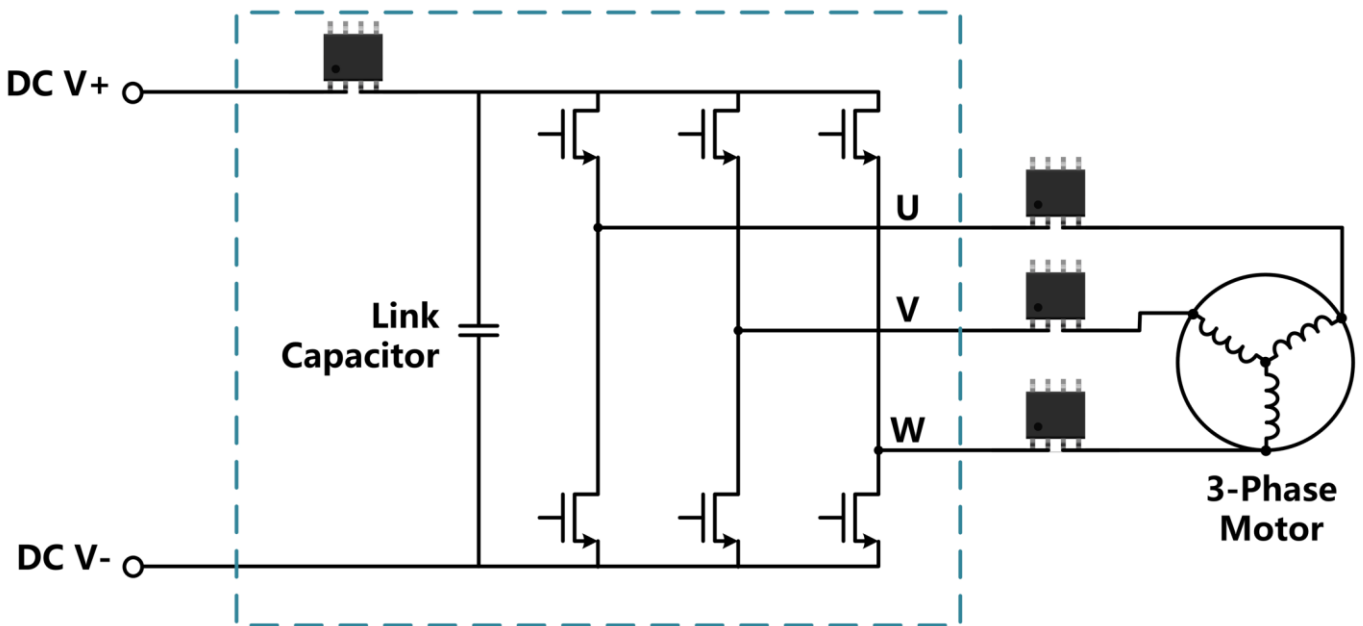 DC V+
U
Link
Capacitor
V
W
3-Phase
Motor
DC V-